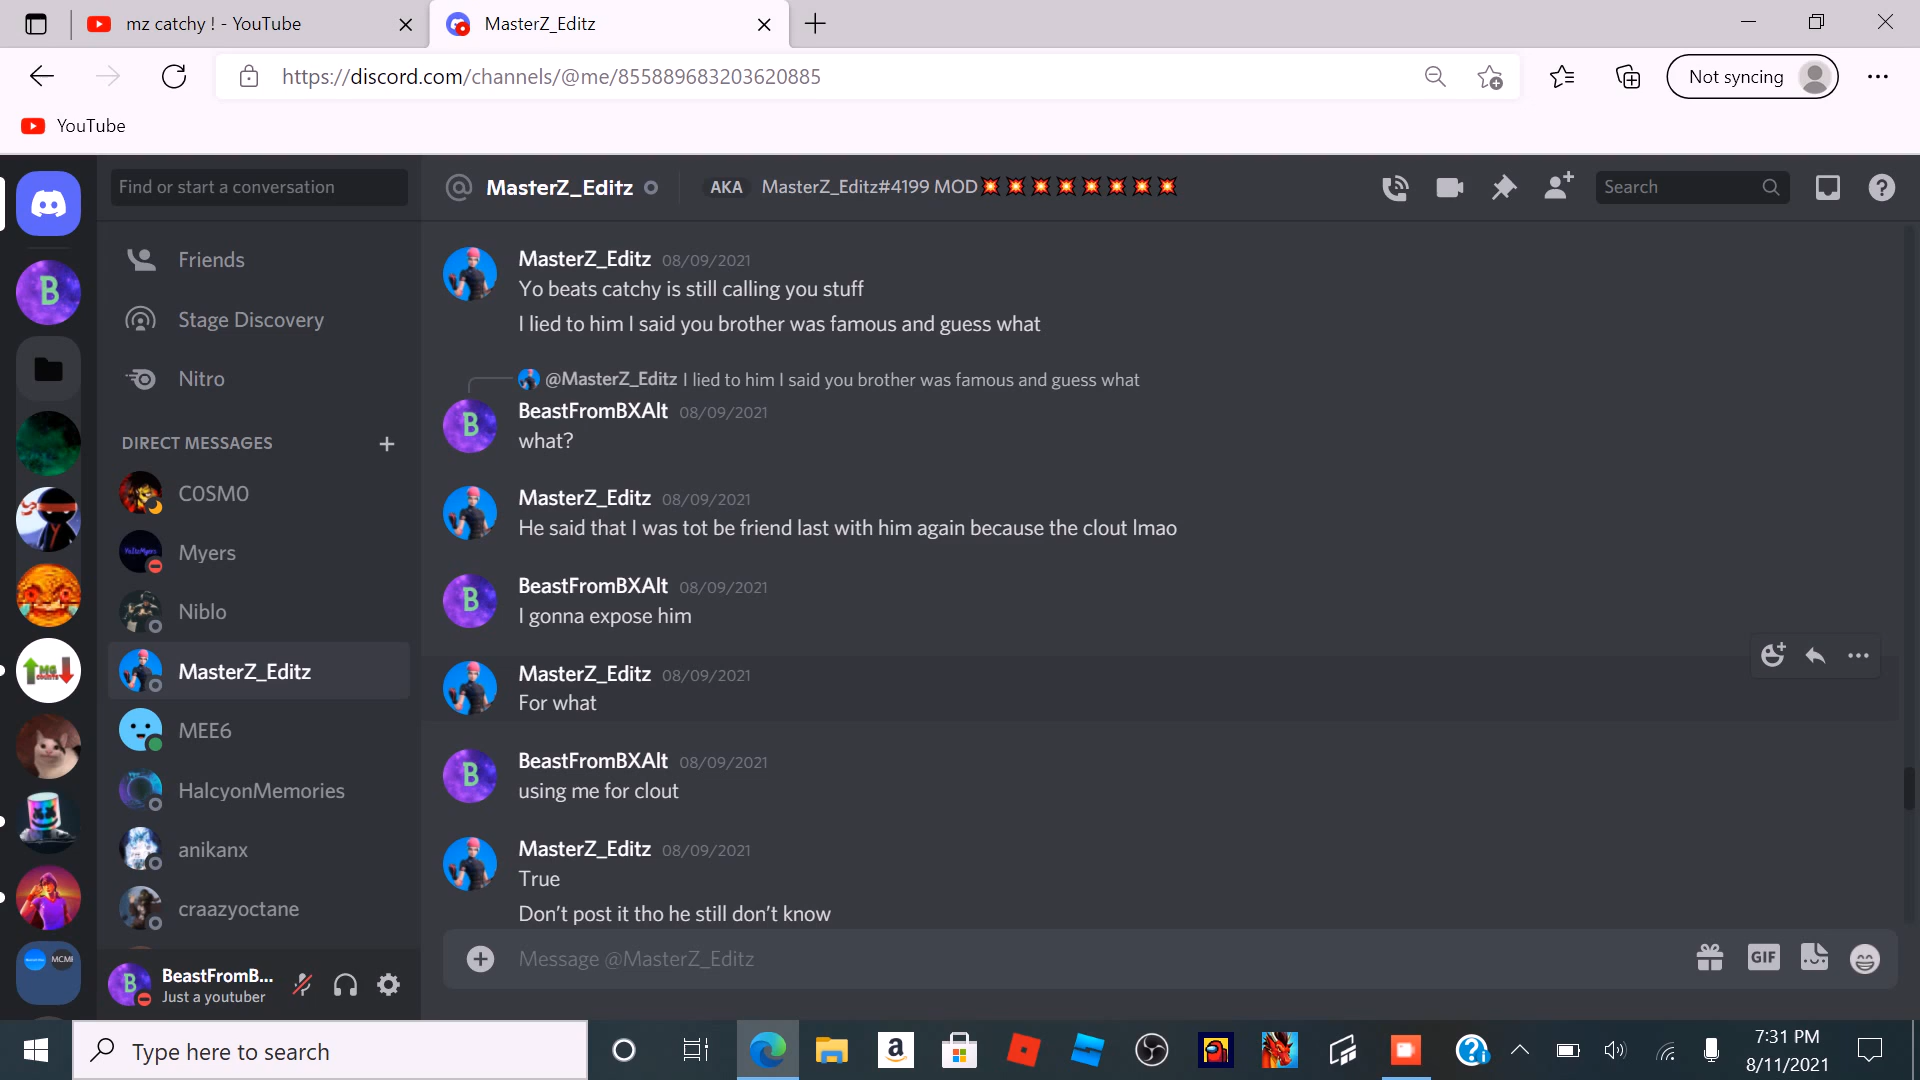 mz catchy ! - YouTube
MasterZ_Editz
https://discord.com/channels/@me/855889683203620885
Not syncing
YouTube
Find or start a conversation
MasterZ_Editz
AKA
MasterZ_Editz#4199 MOD💥💥💥💥💥💥💥💥
Search
B
Friends
Stage Discovery
Nitro
DIRECT MESSAGES
C0SM0
Myers
Niblo
MasterZ_Editz
MEE6
HalcyonMemories
anikanx
craazyoctane
MG
COUNTS
MCMF
BeastFromB...
Just a youtuber
MasterZ_Editz 08/09/2021
Yo beats catchy is still calling you stuff
I lied to him I said you brother was famous and guess what
@MasterZ_Editz I lied to him I said you brother was famous and guess what
BeastFromBXAlt 08/09/2021
what?
MasterZ_Editz 08/09/2021
He said that I was tot be friend last with him again because the clout lmao
BeastFromBXAlt 08/09/2021
I gonna expose him
MasterZ_Editz 08/09/2021
For what
BeastFromBXAlt 08/09/2021
using me for clout
MasterZ_Editz 08/09/2021
True
Don't post it tho he still don't know
Message @MasterZ_Editz
GIF
Type here to search
7:31 PM
8/11/2021